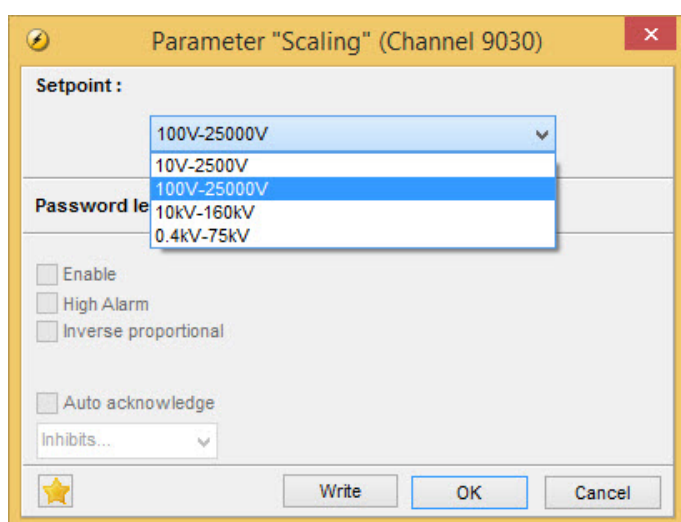 Parameter "Scaling" (Channel 9030)
Setpoint :
100V-25000V
10V-2500V
100V-25000V
Password le
10kV-160kV
0.4kV-75kV
Enable
High Alarm
Inverse proportional
Auto acknowledge
Inhibits...
Write OK Cancel